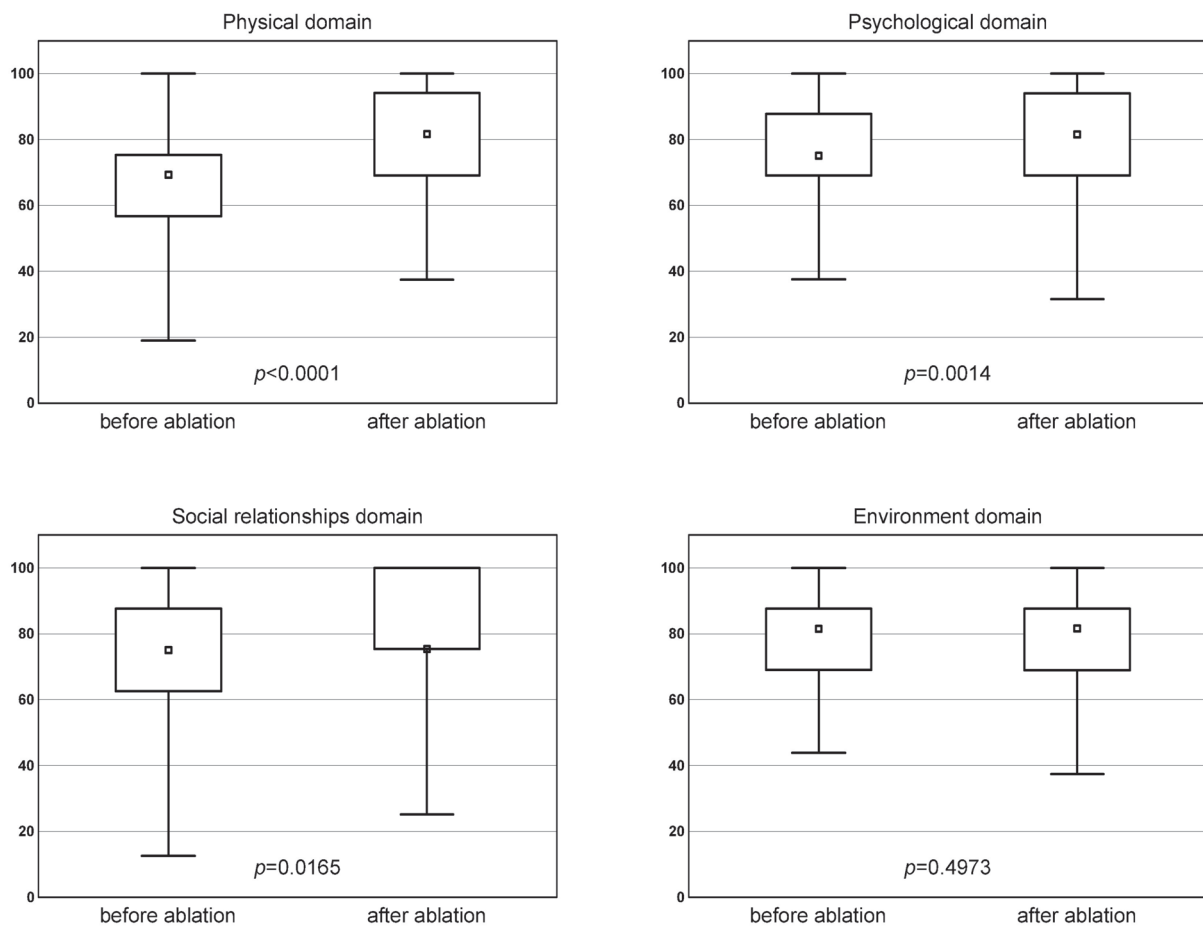 Physical domain
100
80
60
40
20
0
p<0.0001
before ablation after ablation
Psychological domain
100
80
60
40
20
0
p=0.0014
before ablation after ablation
Social relationships domain
100
80
60
40
20
0
p=0.0165
before ablation after ablation
Environment domain
100
80
60
40
20
0
p=0.4973
before ablation after ablation